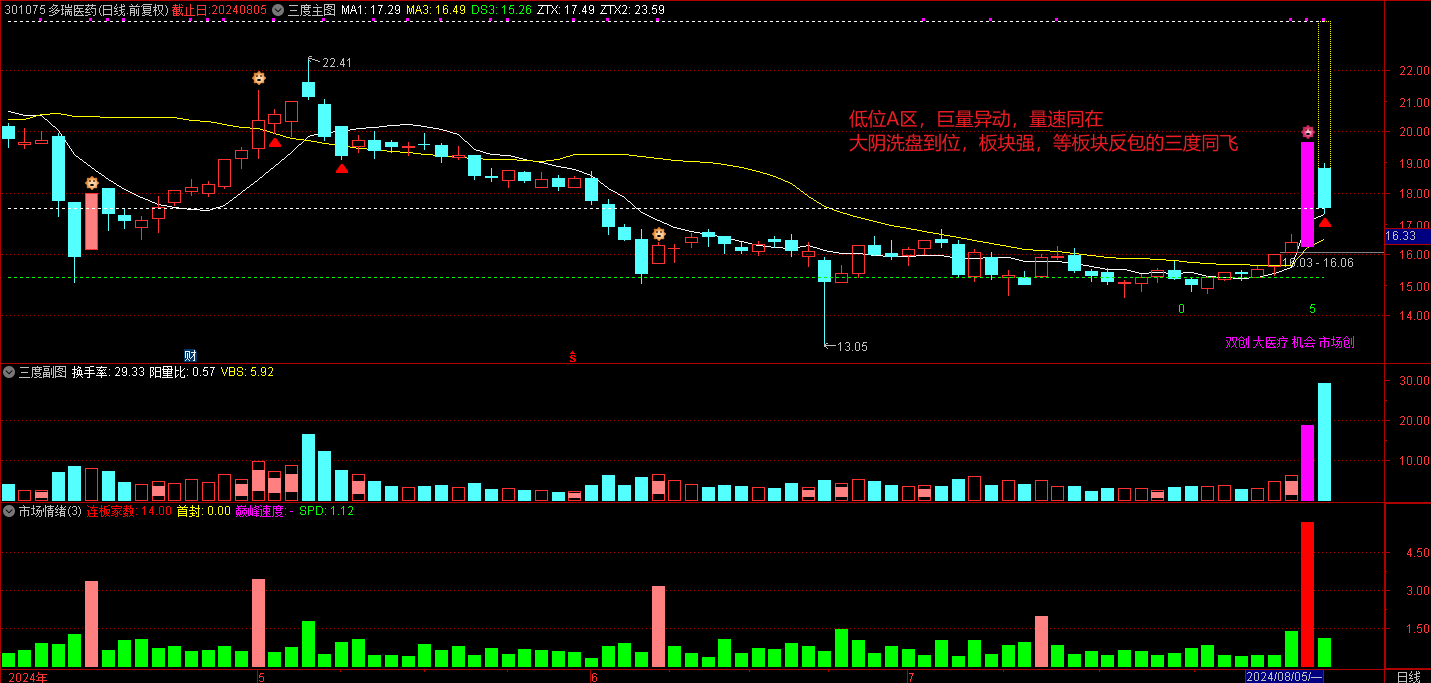 301075 多瑞医药(日线.前复权) 截止日:20240805 三度主图 MA1: 17.29 MA3: 16.49 DS3: 15.26 ZTX: 17.49 ZTX2: 23.59
22.41
22.00
21.00
低位A区，巨量异动，量速同在
20.00
大阴洗盘到位，板块强，等板块反包的三度同飞
19.00
18.00
17.00
16.33
16.00
16.03 - 16.06
15.00
0
5
14.00
双创 大医疗 机会 市场创
13.05
财
S
三度副图 换手率: 29.33 阳量比: 0.57 VBS: 5.92
30.00
20.00
10.00
市场情绪(3) 连板家数: 14.00 首封: 0.00 巅峰速度: - SPD: 1.12
4.50
3.00
1.50
2024年
5
6
7
2024/08/05/一
日线